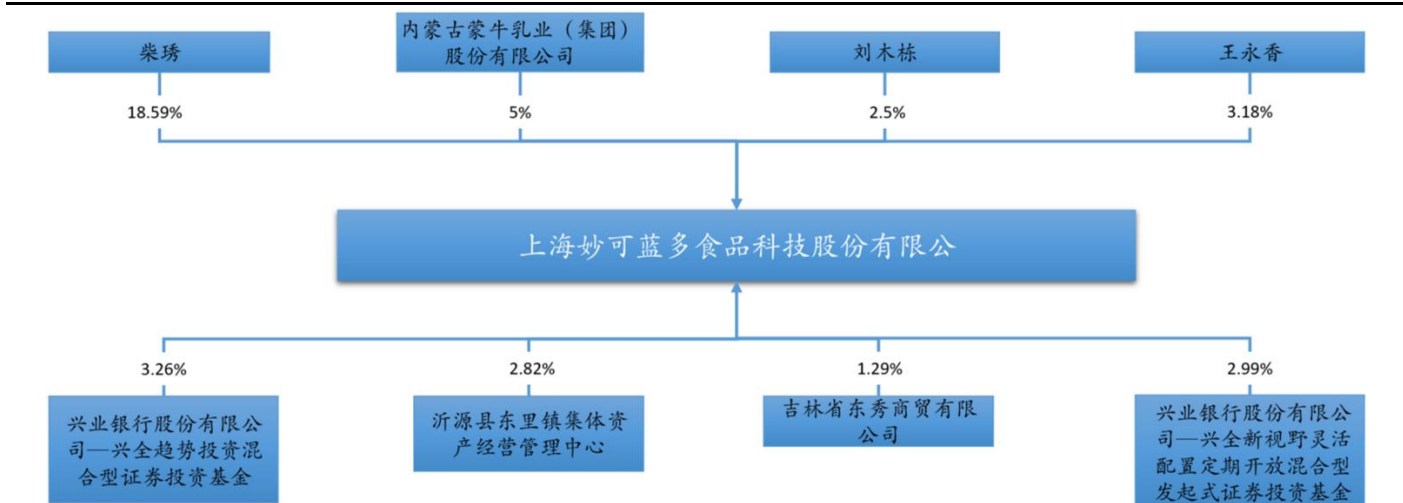 柴琇
内蒙古蒙牛乳业（集团）
股份有限公司
刘木栋
王永香
18.59%
5%
2.5%
3.18%
上海妙可蓝多食品科技股份有限公
3.26%
2.82%
1.29%
2.99%
兴业银行股份有限公
司—兴全趋势投资混
合型证券投资基金
沂源县东里镇集体资
产经营管理中心
吉林省东秀商贸有限
公司
兴业银行股份有限公
司—兴全新视野灵活
配置定期开放混合型
发起式证券投资基金